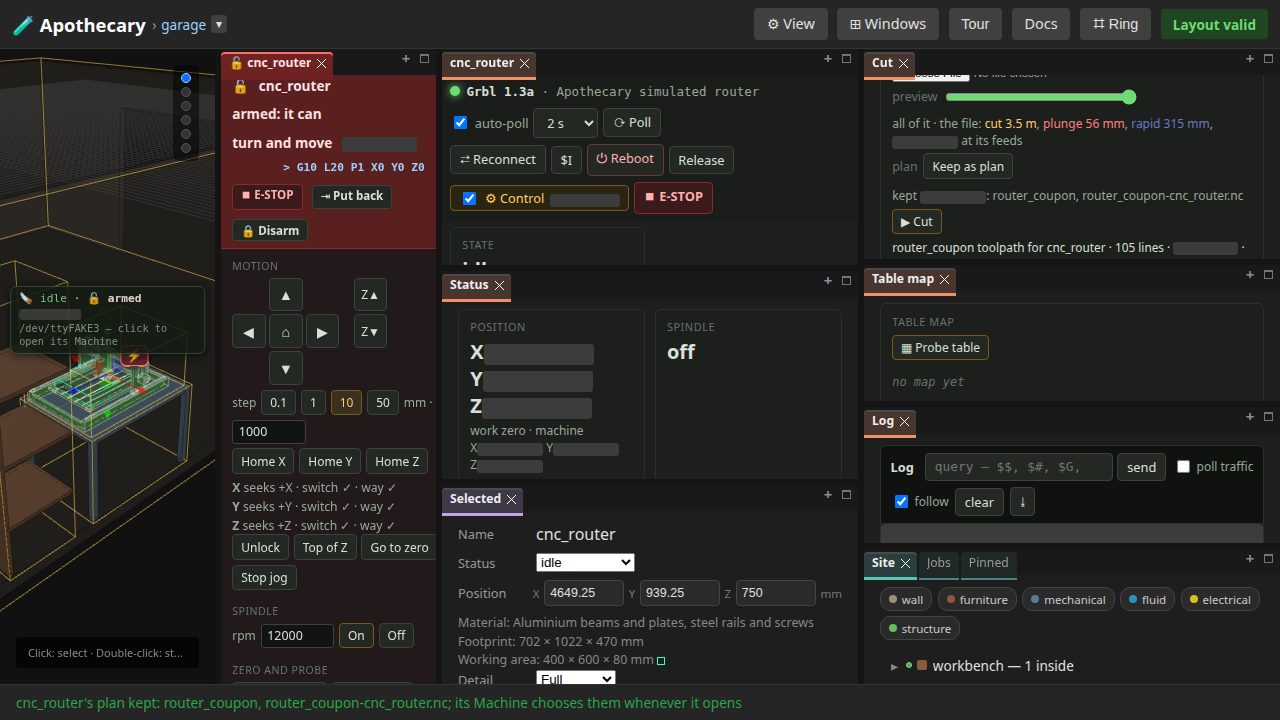 🧪 Apothecary › garage ▾
⚙ View
⊞ Windows
Tour
Docs
⌗ Ring
Layout valid
idle · 🔓 armed
/dev/ttyFAKE3 — click to
open its Machine
Click: select · Double-click: st…
🔓 cnc_router
🔓 cnc_router
armed: it can
turn and move
> G10 L20 P1 X0 Y0 Z0
■ E-STOP
⇥ Put back
🔒 Disarm
MOTION
▲
Z▲
◀
⌂
▶
Z▼
▼
step 0.1 1 10 50 mm ·
1000
Home X
Home Y
Home Z
X seeks +X · switch ✓ · way ✓
Y seeks +Y · switch ✓ · way ✓
Z seeks +Z · switch ✓ · way ✓
Unlock
Top of Z
Go to zero
Stop jog
SPINDLE
rpm 12000 On Off
ZERO AND PROBE
cnc_router
Grbl 1.3a · Apothecary simulated router
auto-poll 2 s ⟳ Poll
⇄ Reconnect
$I
⏻ Reboot
Release
⚙ Control
■ E-STOP
STATE
Status
POSITION
X
Y
Z
work zero · machine
X Y
Z
SPINDLE
off
Selected
Name cnc_router
Status idle
Position X 4649.25 Y 939.25 Z 750 mm
Material: Aluminium beams and plates, steel rails and screws
Footprint: 702 × 1022 × 470 mm
Working area: 400 × 600 × 80 mm
Detail Full
Cut
preview
all of it · the file: cut 3.5 m, plunge 56 mm, rapid 315 mm,
at its feeds
plan Keep as plan
kept : router_coupon, router_coupon-cnc_router.nc
▶ Cut
router_coupon toolpath for cnc_router · 105 lines · ·
Table map
TABLE MAP
▦ Probe table
no map yet
Log
Log query — $$, $#, $G, send poll traffic
follow clear ⤓
Site
Jobs
Pinned
wall
furniture
mechanical
fluid
electrical
structure
▸ workbench — 1 inside
cnc_router's plan kept: router_coupon, router_coupon-cnc_router.nc; its Machine chooses them whenever it opens